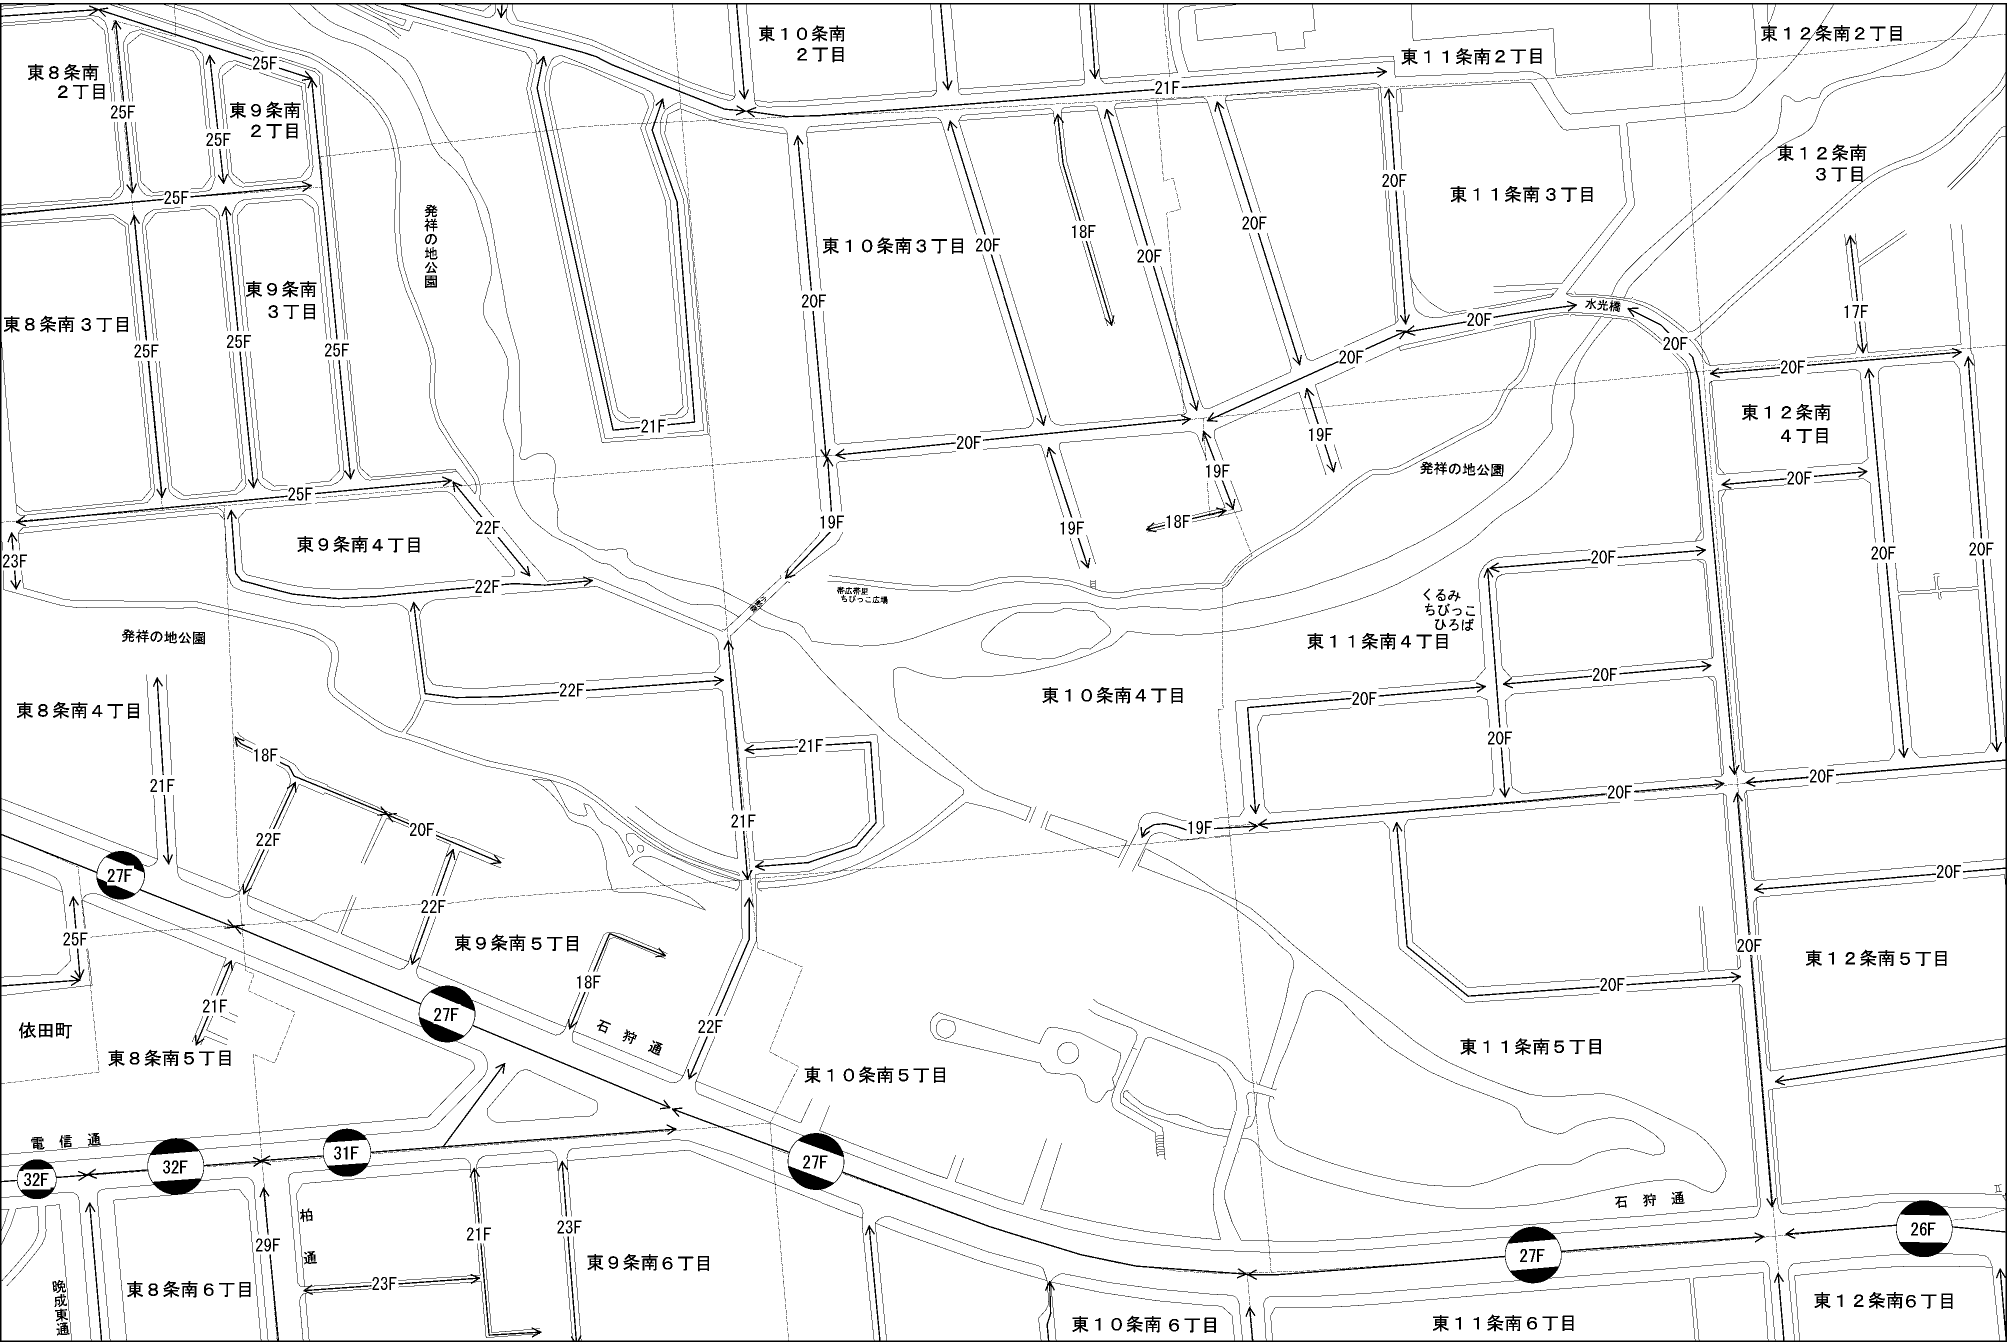 東１０条南
２丁目
東１１条南２丁目
東１２条南２丁目
25F
東８条南
２丁目
21F
25F
東９条南
２丁目
25F
東１２条南
３丁目
20F
東１１条南３丁目
25F
発祥の地公園
20F
18F
東１０条南３丁目
20F
20F
東９条南
３丁目
20F
水光橋
17F
東８条南３丁目
20F
25F
25F
25F
20F
20F
20F
東１２条南
４丁目
21F
20F
19F
19F
発祥の地公園
20F
25F
22F
19F
19F
18F
東９条南４丁目
23F
20F
20F
20F
22F
帯広帯星
ちびっこ広場
くるみ
ちびっこ
ひろば
発祥の地公園
東１１条南４丁目
22F
20F
東８条南４丁目
東１０条南４丁目
20F
18F
21F
20F
21F
20F
20F
22F
20F
21F
19F
27F
20F
22F
25F
東９条南５丁目
20F
東１２条南５丁目
18F
20F
21F
27F
22F
石狩通
依田町
東８条南５丁目
東１１条南５丁目
東１０条南５丁目
電信通
31F
32F
32F
27F
石狩通
柏通
21F
23F
26F
29F
27F
東９条南６丁目
23F
東８条南６丁目
晩成東通
東１２条南６丁目
東１０条南６丁目
東１１条南６丁目